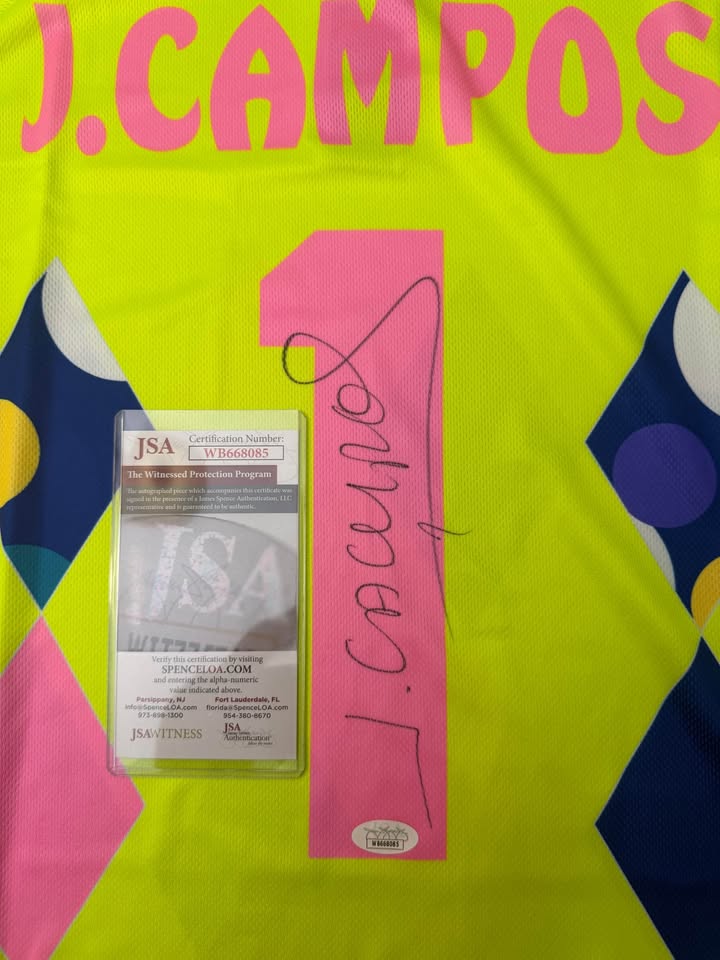 J.CAMPOS
1
J. CAMPOS
JSA
Certification Number:
WB668085
The Witnessed Protection Program
The autographed piece which accompanies this certificate was
signed in the presence of a James Spence Authentication, LLC
representative and is guaranteed to be authentic.
JSA
Verify this certification by visiting
SPENCELOA.COM
and entering the alpha-numeric
value indicated above.
Parsippany, NJ
info@SpenceLOA.com
973-898-1300
Fort Lauderdale, FL
florida@SpenceLOA.com
954-380-8670
JSAWITNESS
JSA
Authentication
WB668085